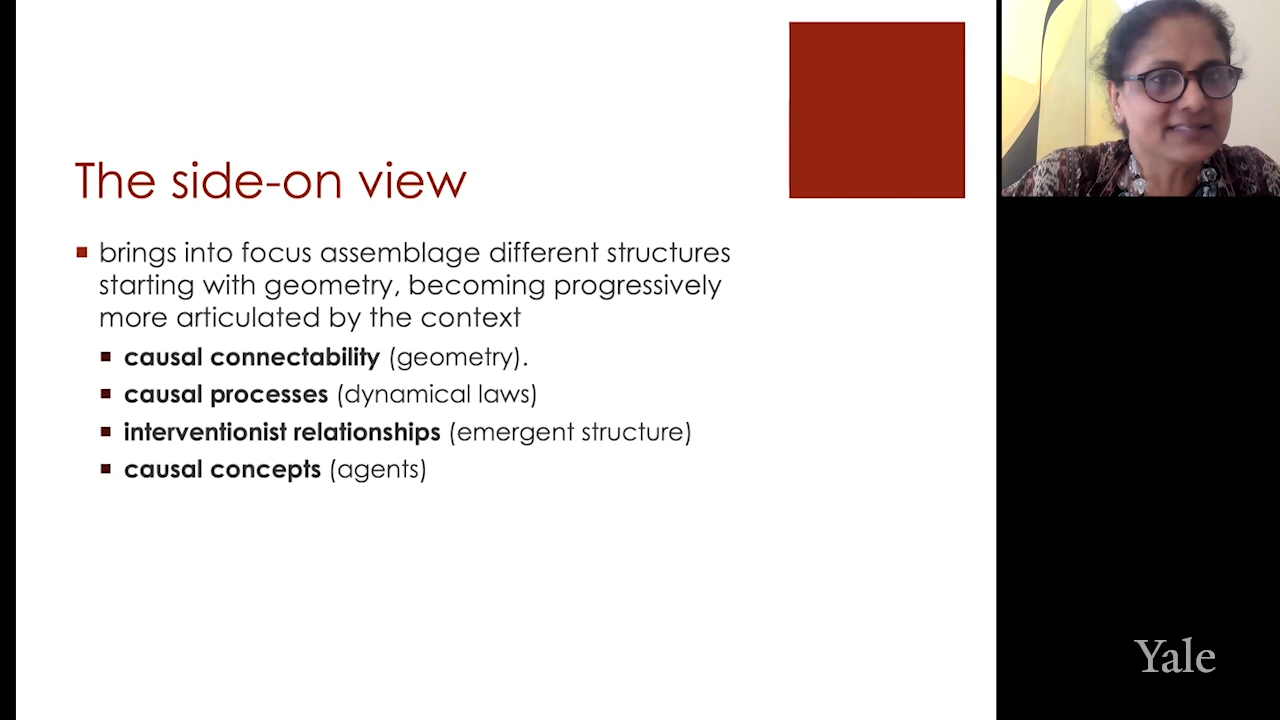 The side-on view
brings into focus assemblage different structures
starting with geometry, becoming progressively
more articulated by the context
causal connectability (geometry).
causal processes (dynamical laws)
interventionist relationships (emergent structure)
causal concepts (agents)
Yale